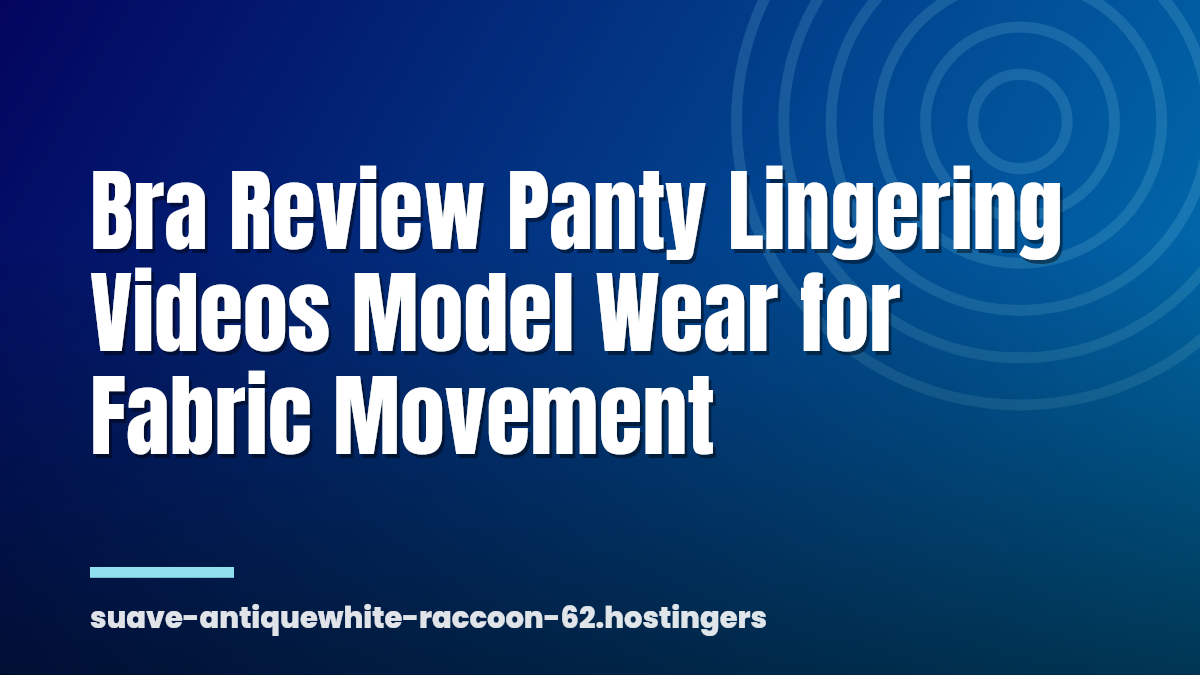 Bra Review Panty Lingering
Videos Model Wear for
Fabric Movement
suave-antiquewhite-raccoon-62.hostingers